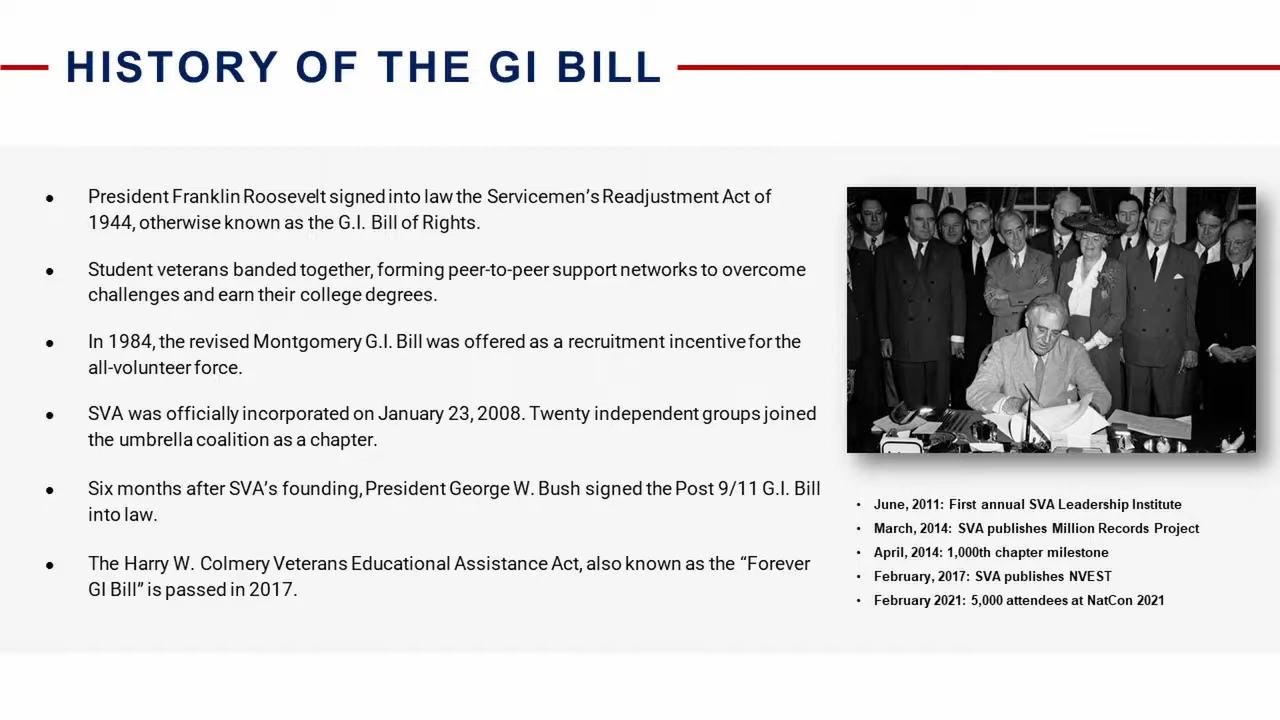 HISTORY OF THE GI BILL
• President Franklin Roosevelt signed into law the Servicemen’s Readjustment Act of
1944, otherwise known as the G.I. Bill of Rights.
• Student veterans banded together, forming peer-to-peer support networks to overcome
challenges and earn their college degrees.
• In 1984, the revised Montgomery G.I. Bill was offered as a recruitment incentive for the
all-volunteer force.
• SVA was officially incorporated on January 23, 2008. Twenty independent groups joined
the umbrella coalition as a chapter.
• Six months after SVA’s founding, President George W. Bush signed the Post 9/11 G.I. Bill
into law.
• The Harry W. Colmery Veterans Educational Assistance Act, also known as the “Forever
GI Bill” is passed in 2017.
• June, 2011: First annual SVA Leadership Institute
• March, 2014: SVA publishes Million Records Project
• April, 2014: 1,000th chapter milestone
• February, 2017: SVA publishes NVEST
• February 2021: 5,000 attendees at NatCon 2021